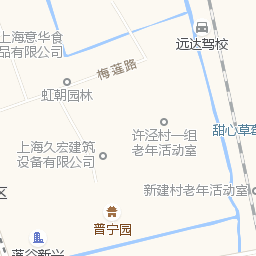 上海意华食
品有限公司
远达驾校
梅莲路
虹朝园林
许泾村一组
老年活动室
甜心草莓
上海久宏建筑
设备有限公司
新建村老年活动室
区
普宁园